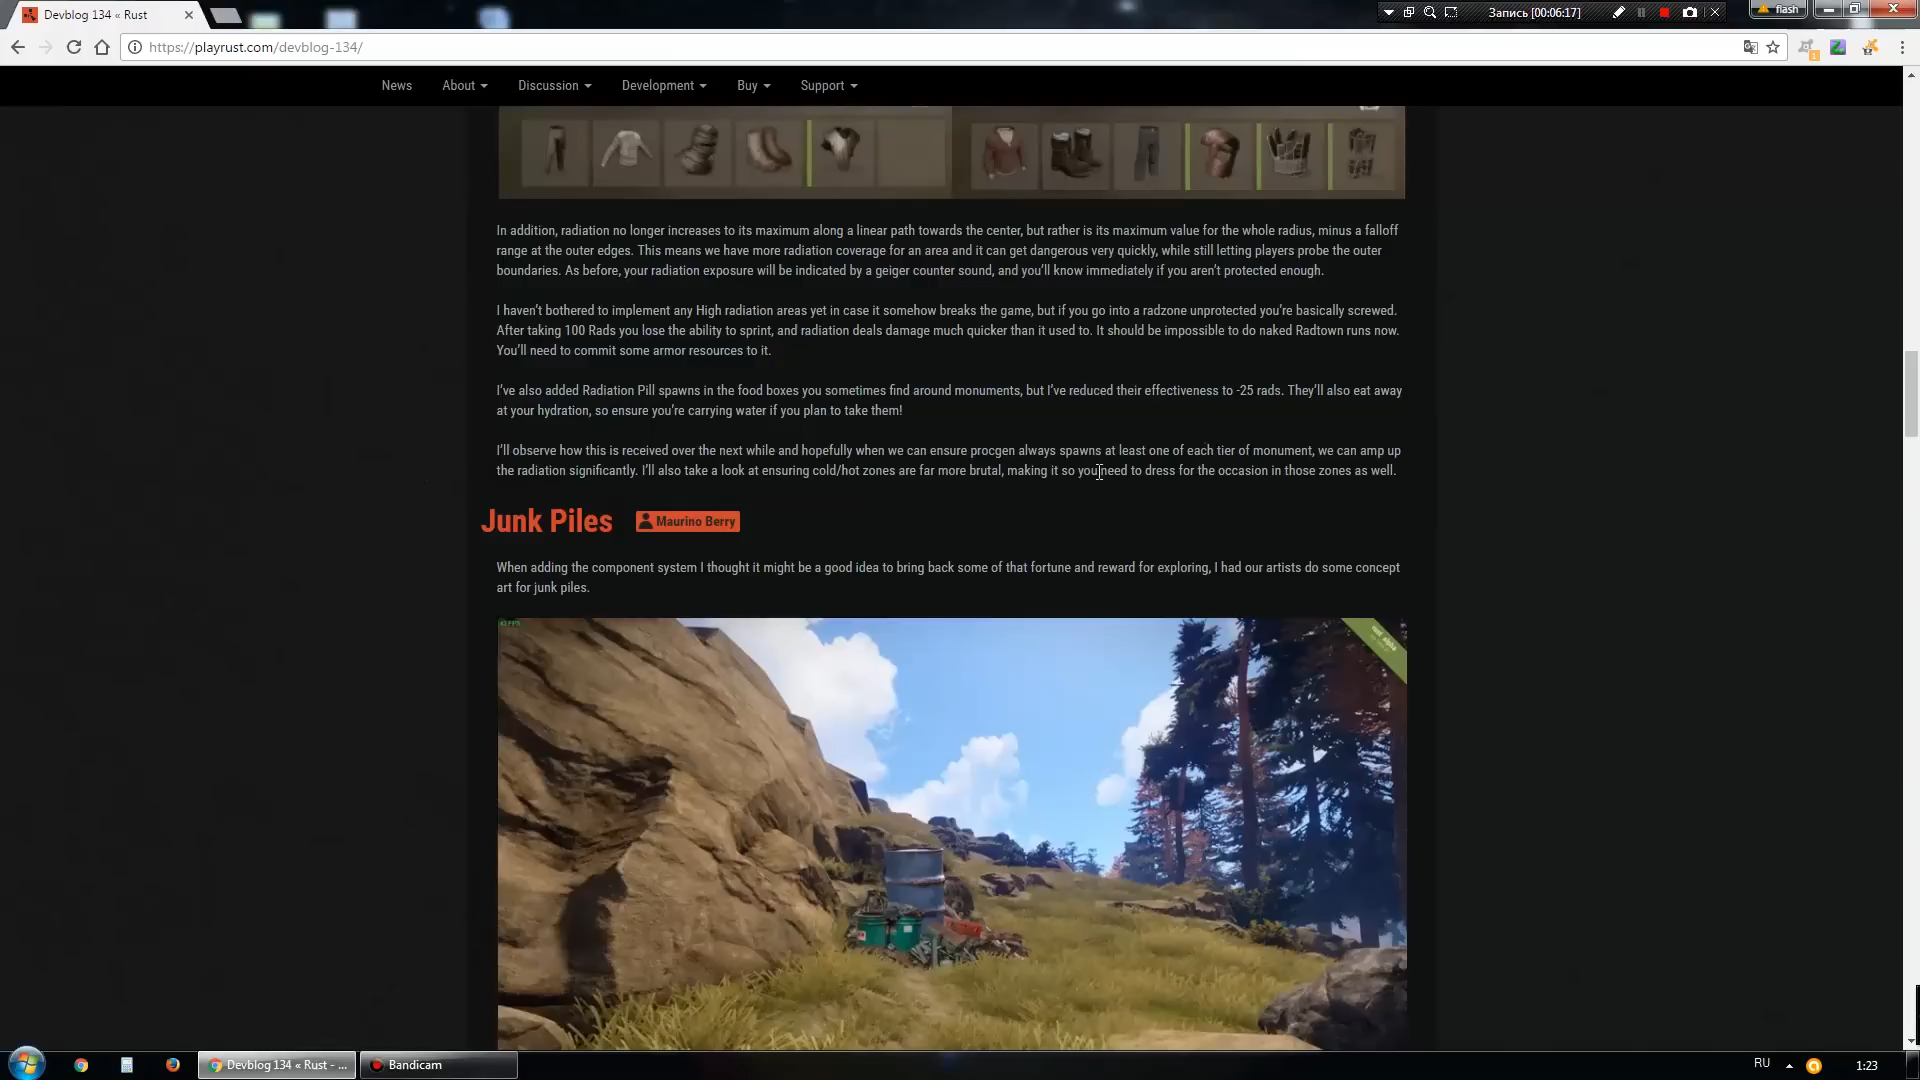 Devblog 134 « Rust
Запись [00:06:17]
flash
https://playrust.com/devblog-134/
News About Discussion Development Buy Support
In addition, radiation no longer increases to its maximum along a linear path towards the center, but rather is its maximum value for the whole radius, minus a falloff
range at the outer edges. This means we have more radiation coverage for an area and it can get dangerous very quickly, while still letting players probe the outer
boundaries. As before, your radiation exposure will be indicated by a geiger counter sound, and you'll know immediately if you aren't protected enough.
I haven't bothered to implement any High radiation areas yet in case it somehow breaks the game, but if you go into a radzone unprotected you're basically screwed.
After taking 100 Rads you lose the ability to sprint, and radiation deals damage much quicker than it used to. It should be impossible to do naked Radtown runs now.
You'll need to commit some armor resources to it.
I've also added Radiation Pill spawns in the food boxes you sometimes find around monuments, but I've reduced their effectiveness to -25 rads. They'll also eat away
at your hydration, so ensure you're carrying water if you plan to take them!
I'll observe how this is received over the next while and hopefully when we can ensure procgen always spawns at least one of each tier of monument, we can amp up
the radiation significantly. I'll also take a look at ensuring cold/hot zones are far more brutal, making it so you need to dress for the occasion in those zones as well.
Junk Piles
Maurino Berry
When adding the component system I thought it might be a good idea to bring back some of that fortune and reward for exploring, I had our artists do some concept
art for junk piles.
Devblog 134 « Rust - ...
Bandicam
RU
1:23